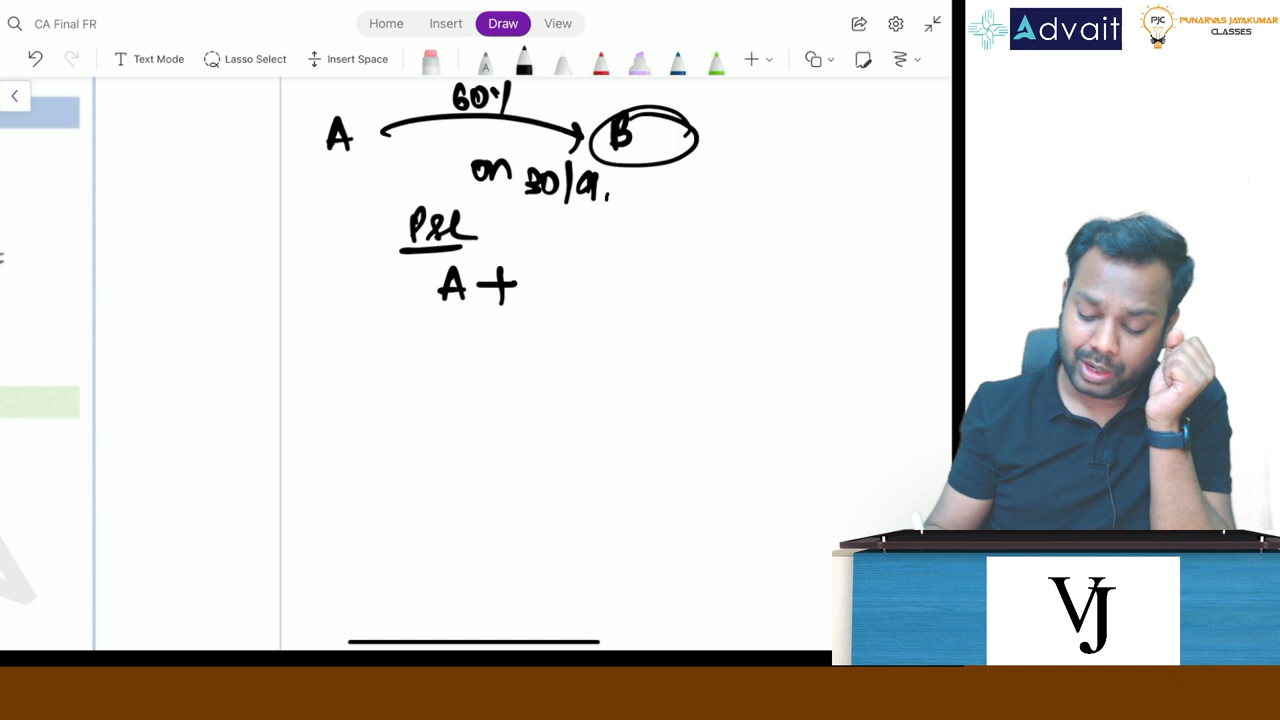 CA Final FR
Home Insert Draw View
Advait
PJC PUNARVAS JAYAKUMAR
CLASSES
Text Mode Lasso Select Insert Space
60%
A B
on 30/9.
P&L
A +
VJ